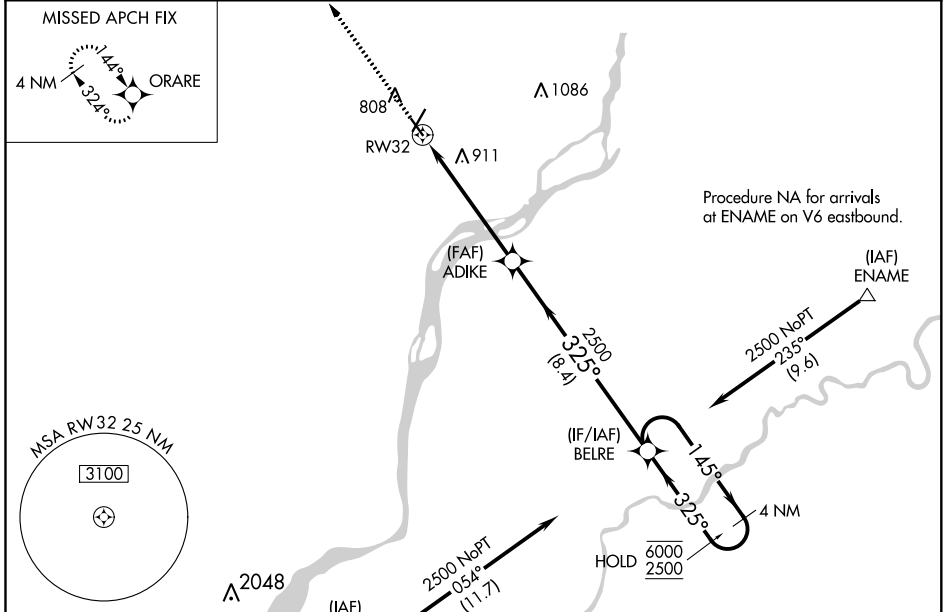 MISSED APCH FIX
144°
4 NM
ORARE
324°
808
1086
RW32
911
Procedure NA for arrivals
at ENAME on V6 eastbound.
(FAF)
ADIKE
(IAF)
ENAME
2500
325°
(8.4)
2500 NoPT
235°
(9.6)
MSA RW32 25 NM
3100
(IF/IAF)
BELRE
145°
325°
4 NM
HOLD
6000
2500
2048
2500 NoPT
054°
(11.7)
(IAF)